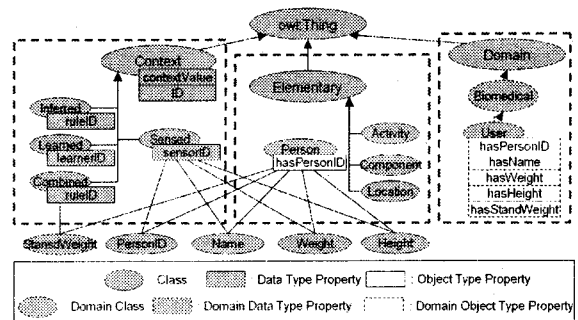 owl:Thing
Context
contextValue
ID
Domain
Elementary
Biomedical
Inferred
ruleID
Activity
User
Learned
learnerID
Sensed
sensorID
Person
hasPersonID
hasPersonID
hasName
Component
hasWeight
Combined
ruleID
Location
hasHeight
hasStandWeight
StansdWeight
PersonID
Name
Weight
Height
Class
Data Type Property
: Object Type Property
Domain Class
Domain Data Type Property
: Domain Object Type Property